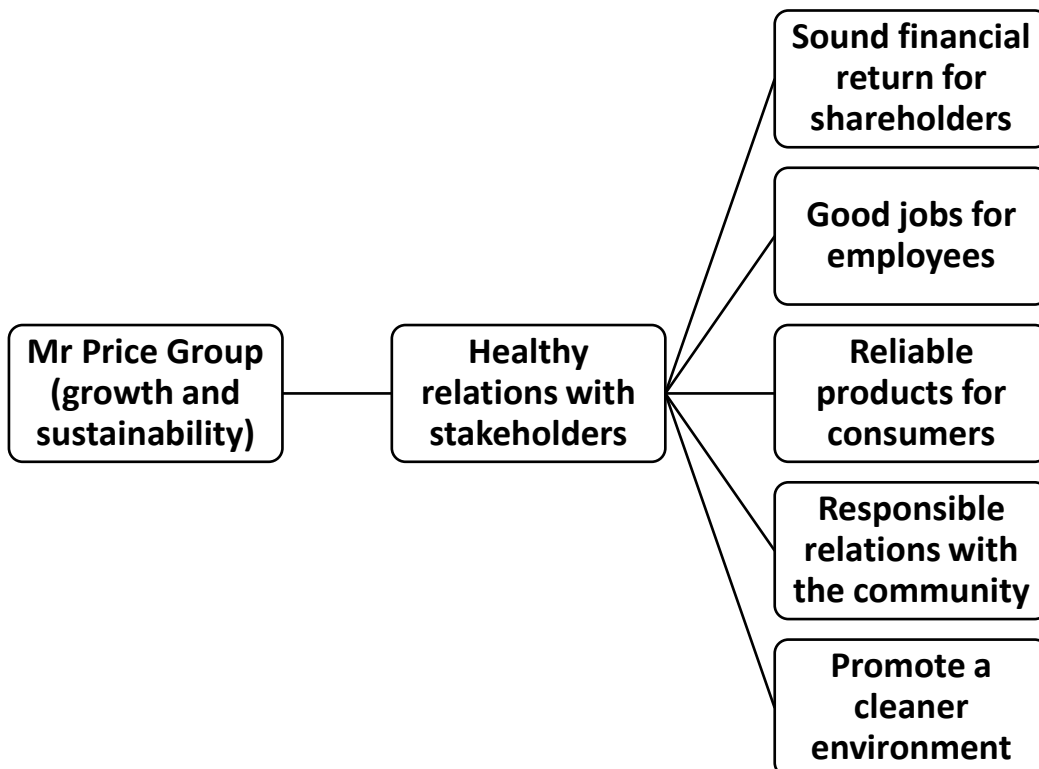 Mr Price Group
(growth and
sustainability)
Healthy
relations with
stakeholders
Sound financial
return for
shareholders
Good jobs for
employees
Reliable
products for
consumers
Responsible
relations with
the community
Promote a
cleaner
environment